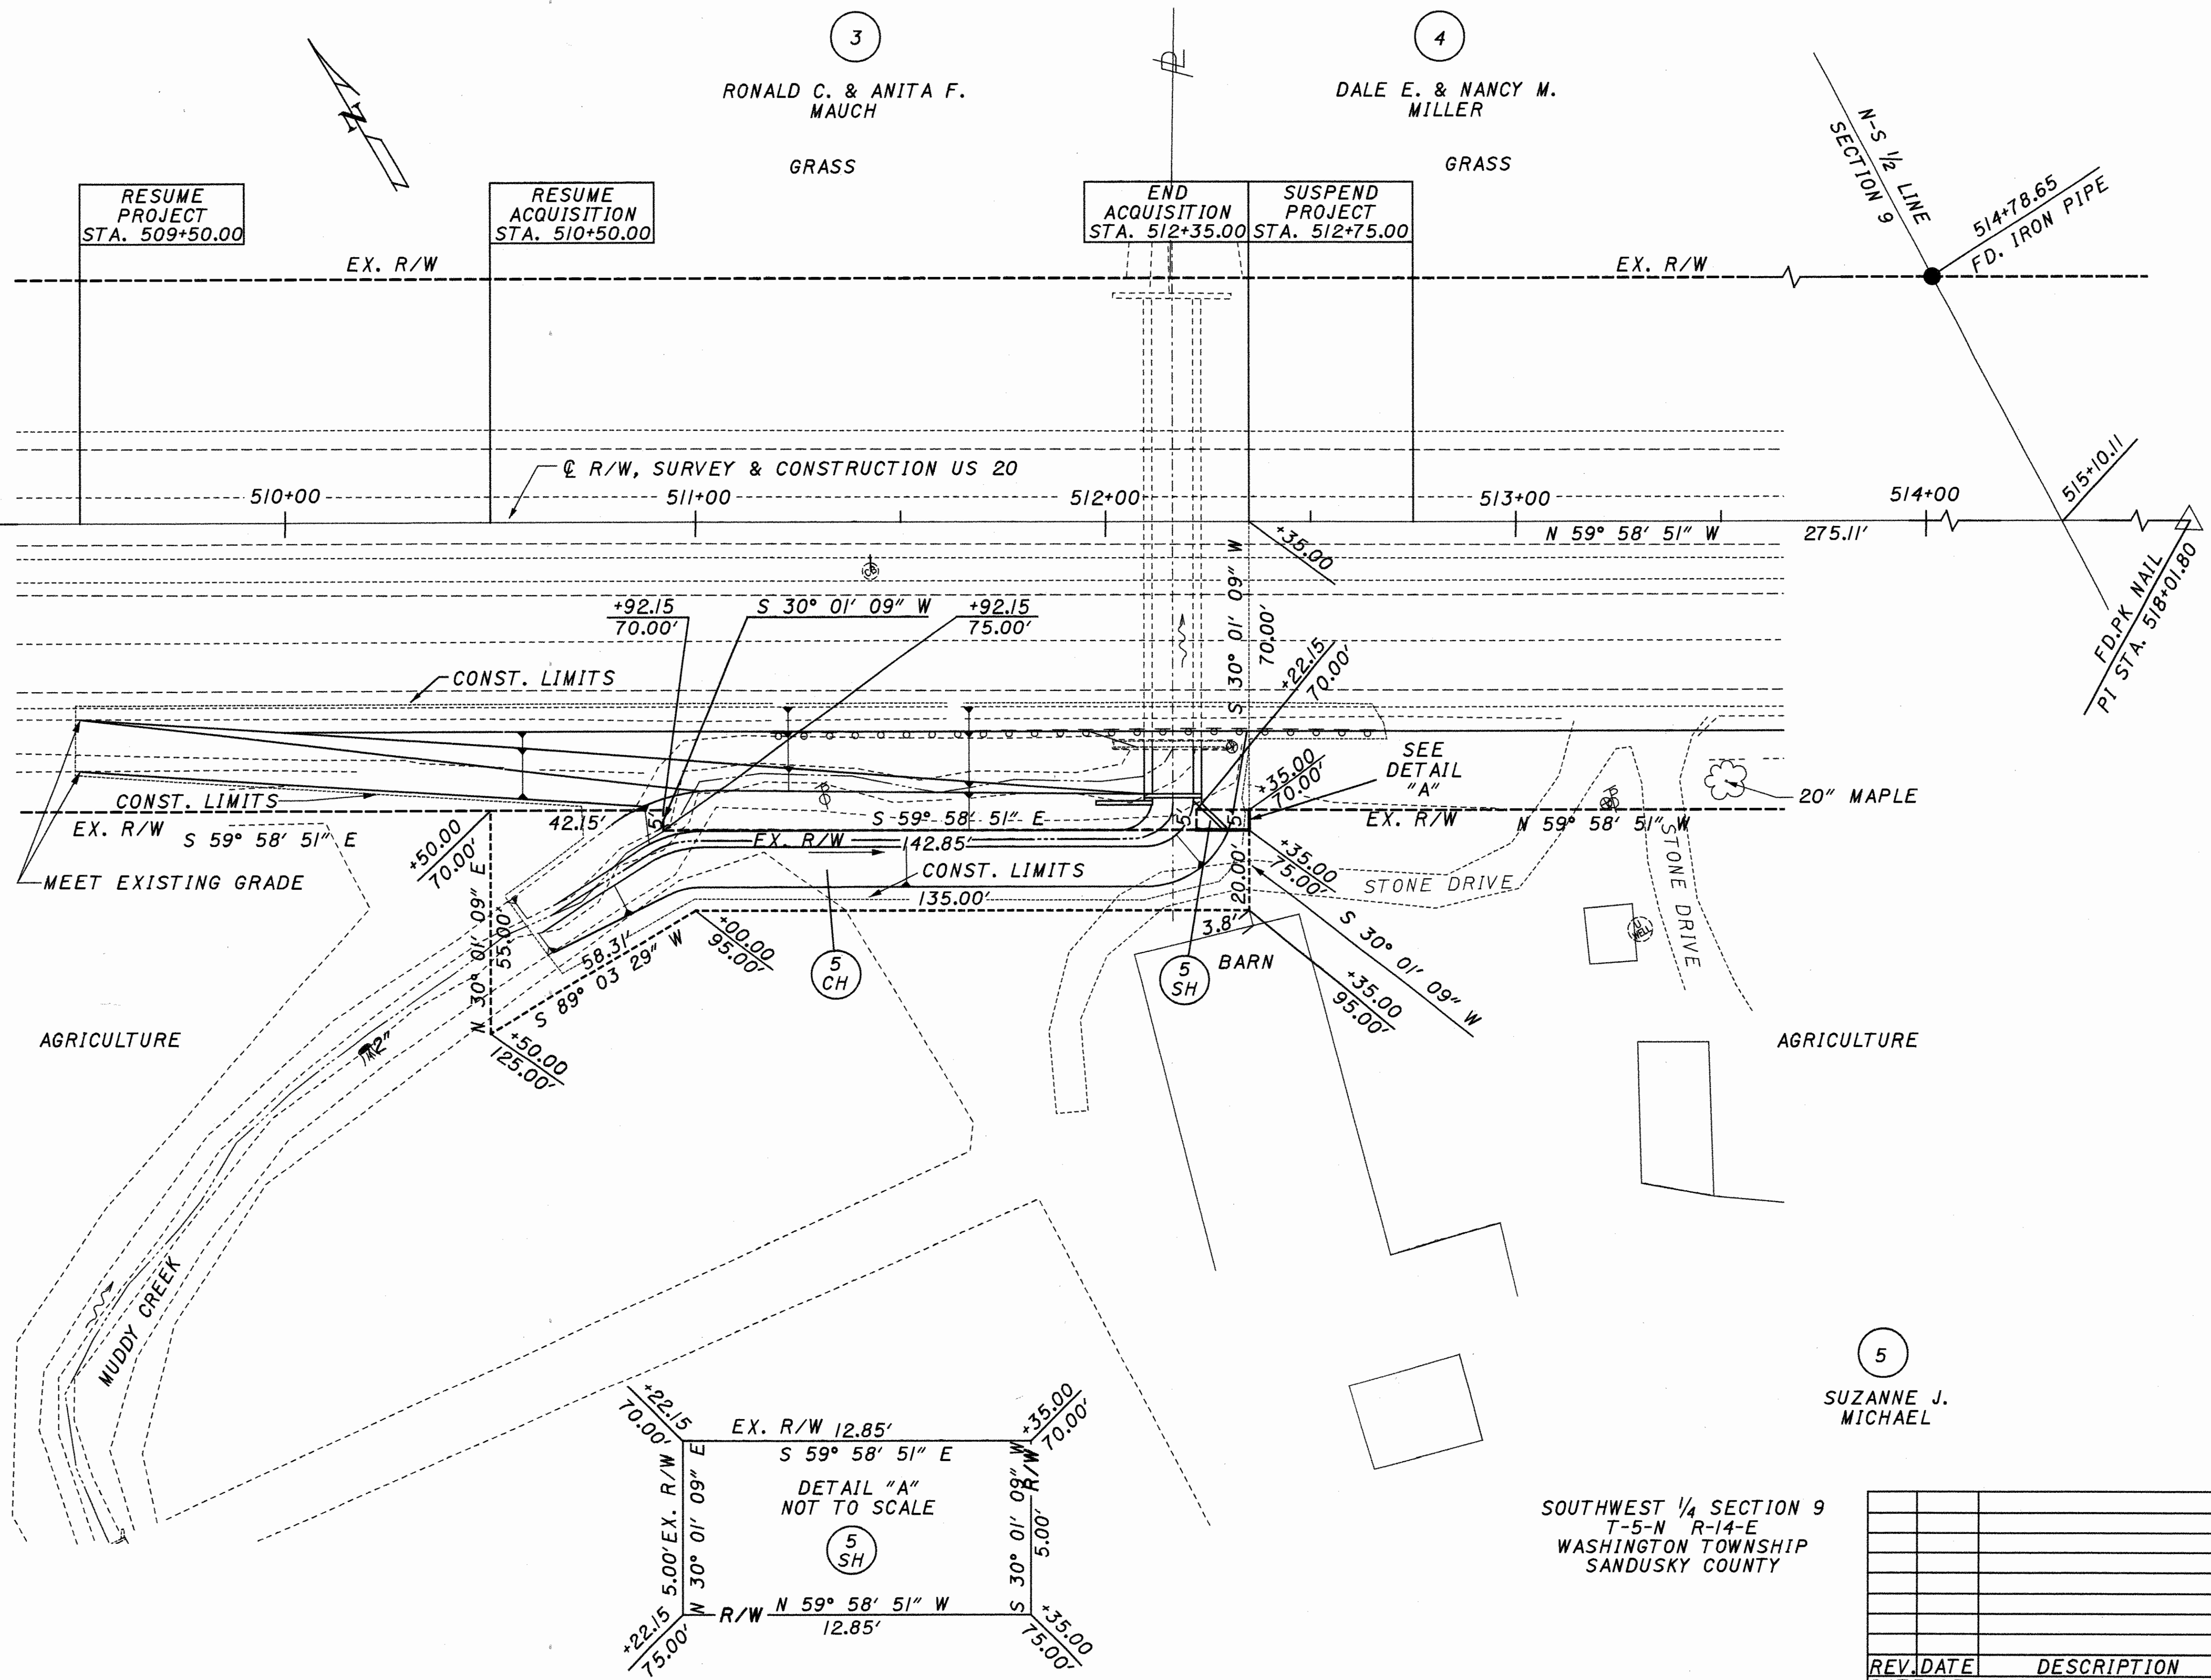 3
RONALD C. & ANITA F.
MAUCH
GRASS
4
DALE E. & NANCY M.
MILLER
GRASS
N
RESUME
PROJECT
STA. 509+50.00
RESUME
ACQUISITION
STA. 510+50.00
END
ACQUISITION
STA. 512+35.00
SUSPEND
PROJECT
STA. 512+75.00
N-S 1/2 LINE
SECTION 9
514+78.65
FD. IRON PIPE
EX. R/W
EX. R/W
℄ R/W, SURVEY & CONSTRUCTION US 20
510+00
511+00
512+00
513+00
514+00
515+10.11
N 59° 58' 51" W
275.11'
FD.PK NAIL
PI STA. 518+01.80
+35.00
S 30° 01' 09" W
70.00'
+92.15
70.00'
S 30° 01' 09" W
+92.15
75.00'
+22.15
70.00'
CONST. LIMITS
+35.00
70.00'
SEE
DETAIL
"A"
20" MAPLE
CONST. LIMITS
EX. R/W
S 59° 58' 51" E
42.15'
5'
S 59° 58' 51" E
EX. R/W
142.85'
5'
5'
EX. R/W
N 59° 58' 51" W
+50.00
70.00'
MEET EXISTING GRADE
CONST. LIMITS
135.00'
20.00'
+35.00
75.00'
STONE DRIVE
STONE DRIVE
N 30° 01' 09" E
55.00'
58.31'
S 89° 03' 29" W
+00.00
95.00'
5
CH
5
SH
3.8'
BARN
S 30° 01' 09" W
+35.00
95.00'
WELL
+50.00
125.00'
12"
AGRICULTURE
AGRICULTURE
MUDDY CREEK
5
SUZANNE J.
MICHAEL
+22.15
70.00'
EX. R/W 12.85'
S 59° 58' 51" E
+35.00
70.00'
DETAIL "A"
NOT TO SCALE
5
SH
5.00' EX. R/W
N 30° 01' 09" E
S 30° 01' 09" W
R/W
5.00'
R/W N 59° 58' 51" W
12.85'
+22.15
75.00'
+35.00
75.00'
SOUTHWEST 1/4 SECTION 9
T-5-N R-14-E
WASHINGTON TOWNSHIP
SANDUSKY COUNTY
REV. DATE DESCRIPTION